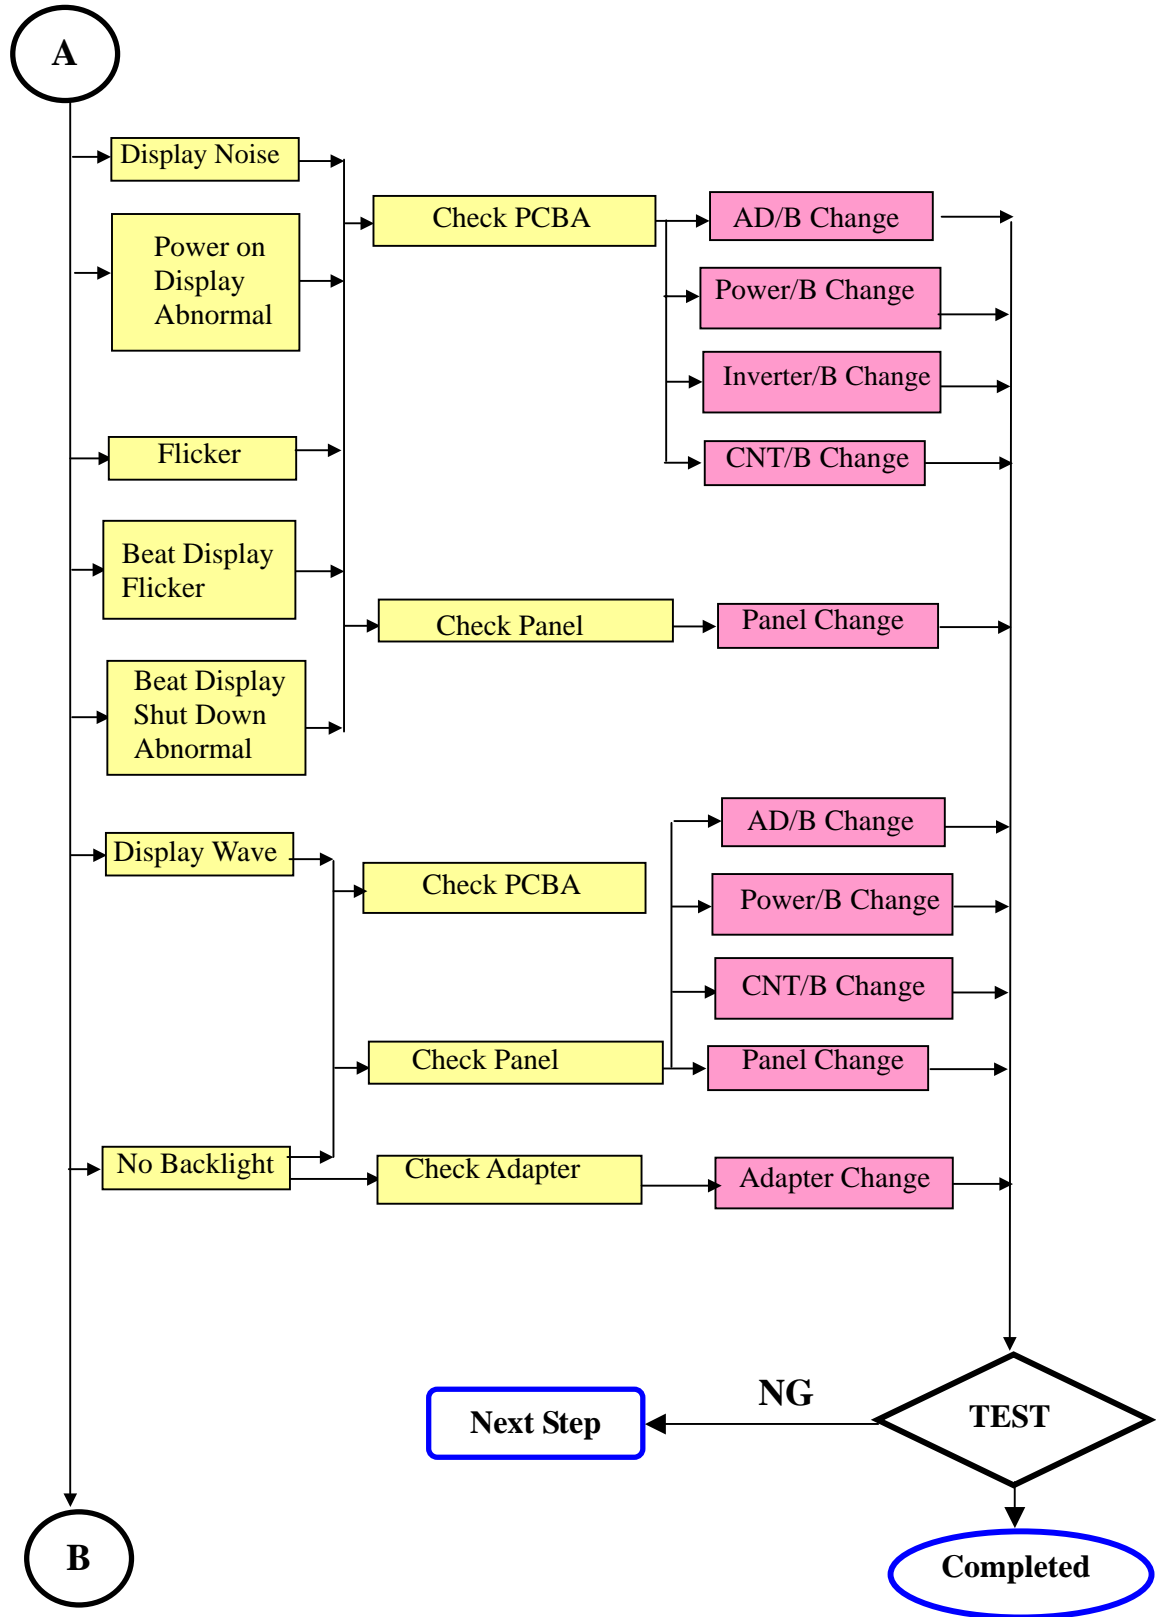 A
Display Noise
Check PCBA
AD/B Change
Power on
Display
Abnormal
Power/B Change
Inverter/B Change
Flicker
CNT/B Change
Beat Display
Flicker
Check Panel
Panel Change
Beat Display
Shut Down
Abnormal
Display Wave
Check PCBA
AD/B Change
Power/B Change
CNT/B Change
Check Panel
Panel Change
No Backlight
Check Adapter
Adapter Change
NG
Next Step
TEST
B
Completed